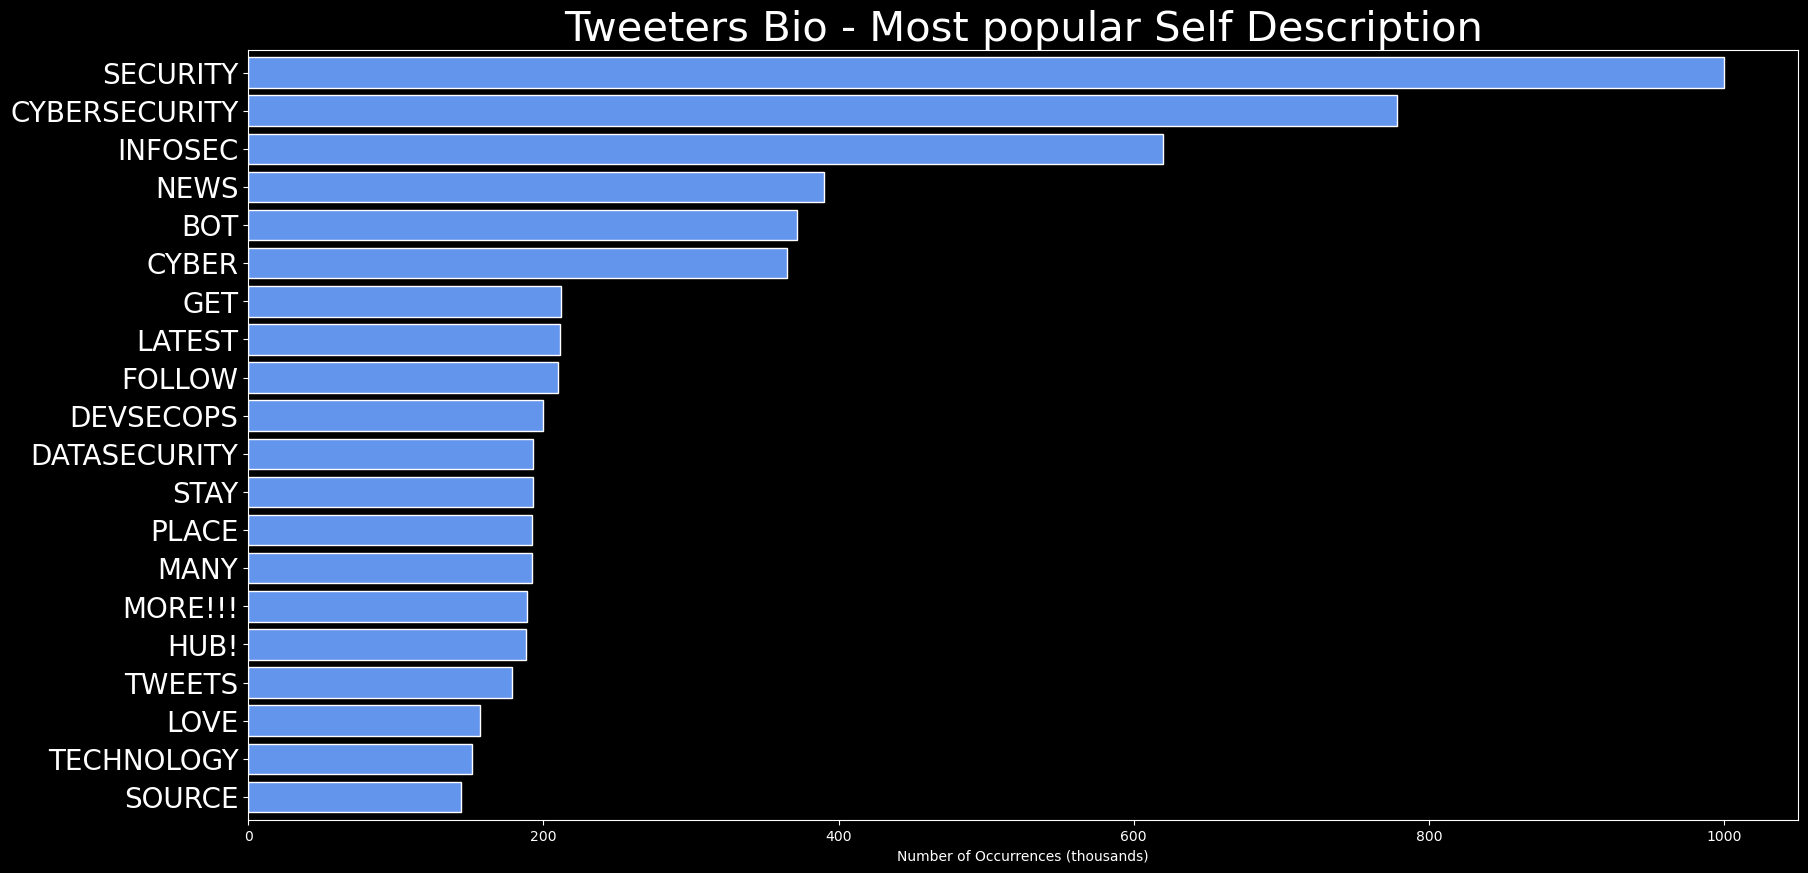 Tweeters Bio - Most popular Self Description
SECURITY
CYBERSECURITY
INFOSEC
NEWS
BOT
CYBER
GET
LATEST
FOLLOW
DEVSECOPS
DATASECURITY
STAY
PLACE
MANY
MORE!!!
HUB!
TWEETS
LOVE
TECHNOLOGY
SOURCE
0 200 400 600 800 1000
Number of Occurrences (thousands)